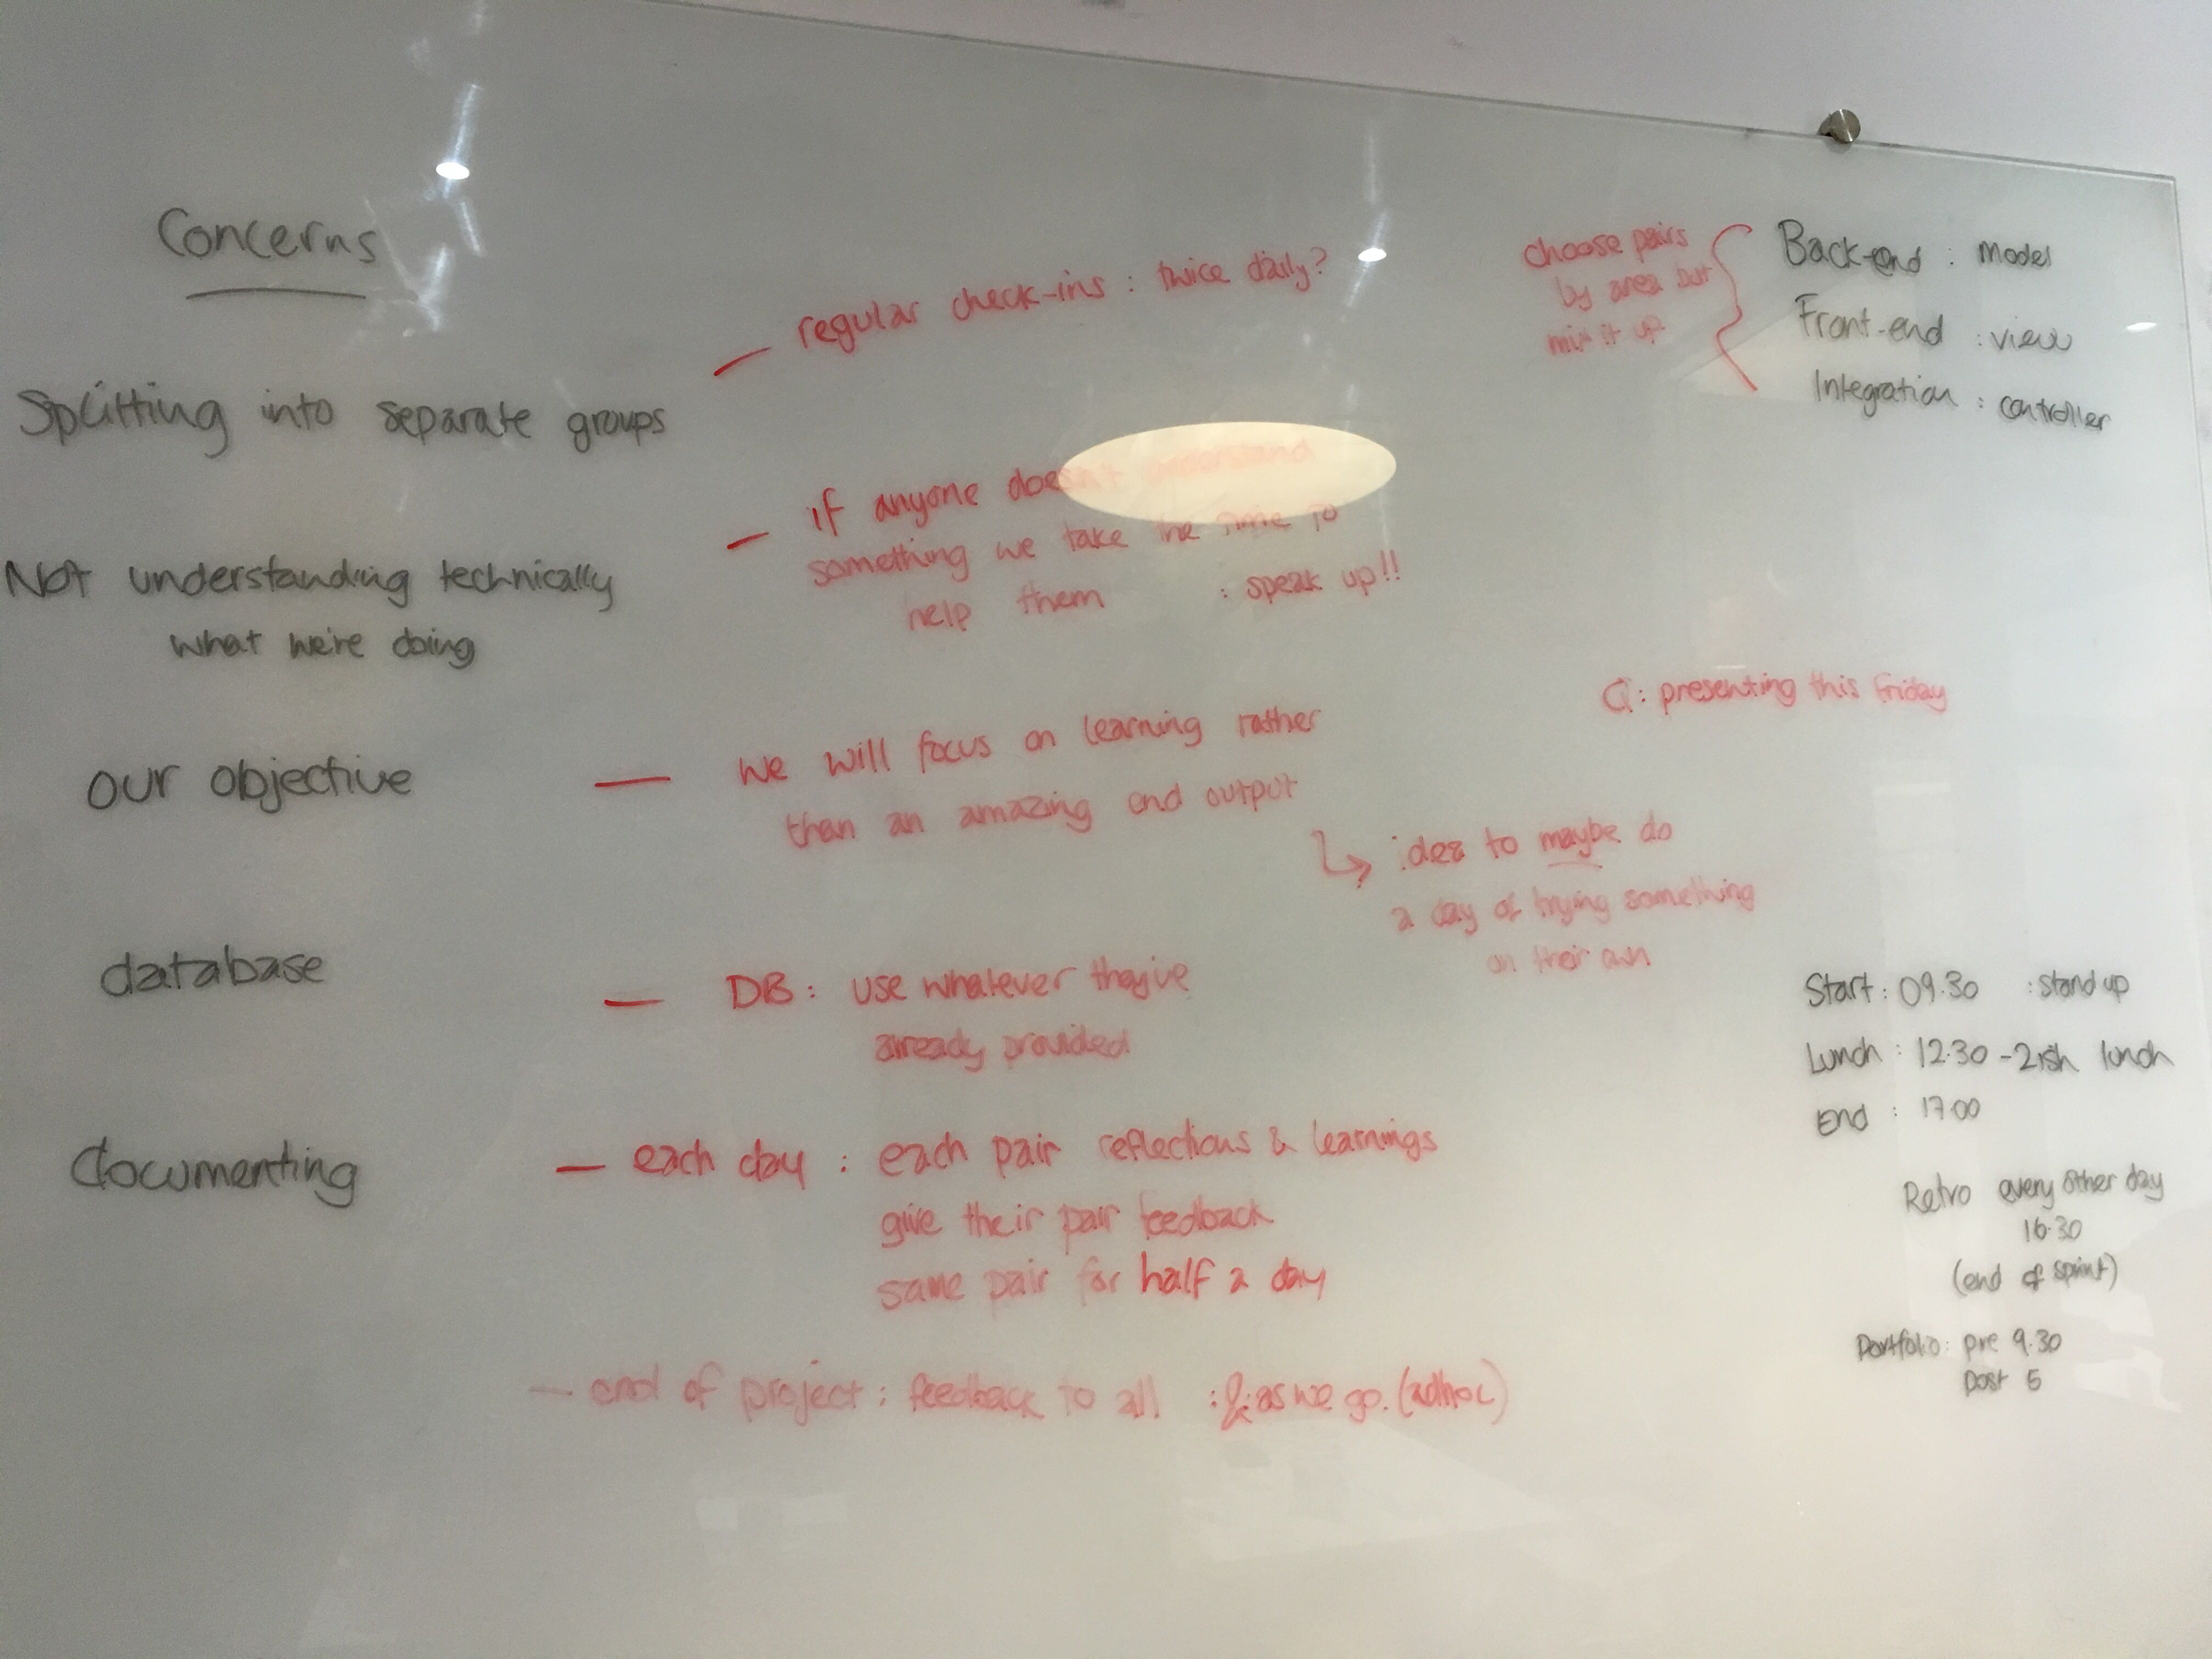 Concerns
Splitting into separate groups
— regular check-ins : twice daily?
Not understanding technically
what we're doing
— if anyone doesn't understand
something we take the time to
help them : speak up!!
our objective
— we will focus on learning rather
than an amazing end output
↳ idea to maybe do
a day of trying something
on their own
database
— DB: use whatever they've
already provided
documenting
— each day : each pair reflections & learnings
give their pair feedback
same pair for half a day
— end of project : feedback to all :& as we go. (adhoc)
choose pairs
by area but
mix it up
Back-end : model
Front-end : view
Integration : controller
Q: presenting this Friday
Start : 09.30 : stand up
Lunch : 12.30 - 2ish lunch
End : 17.00
Retro every other day
16.30
(end of sprint)
Portfolio: pre 9.30
post 5